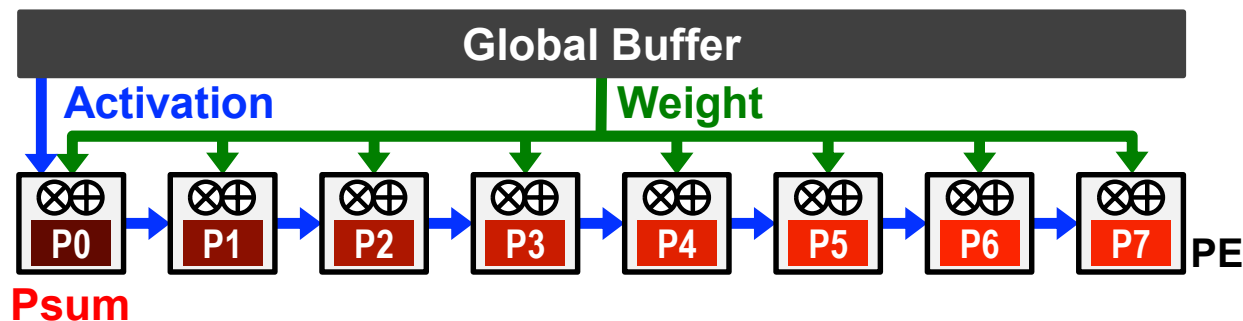 Global Buffer
Activation Weight
P0 P1 P2 P3 P4 P5 P6 P7 PE
Psum